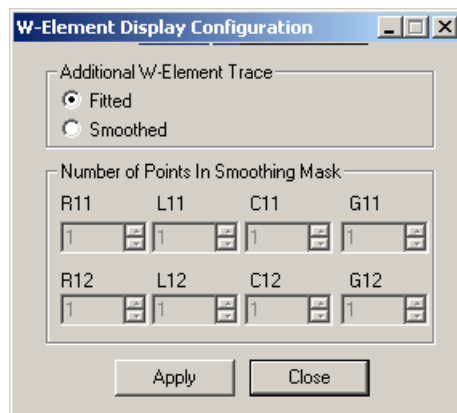 W-Element Display Configuration
Additional W-Element Trace
Fitted
Smoothed
Number of Points In Smoothing Mask
R11 L11 C11 G11
1 1 1 1
R12 L12 C12 G12
1 1 1 1
Apply Close